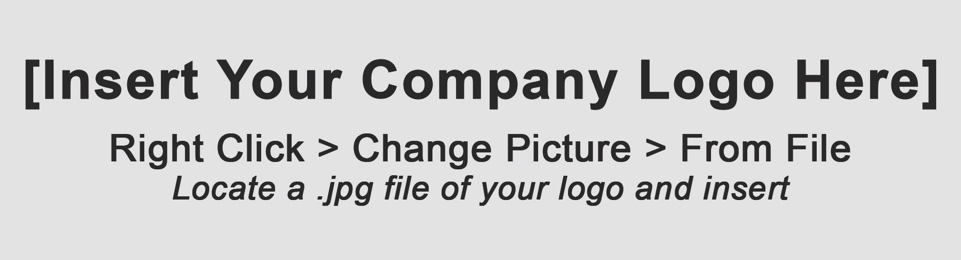 [Insert Your Company Logo Here]
Right Click > Change Picture > From File
Locate a .jpg file of your logo and insert